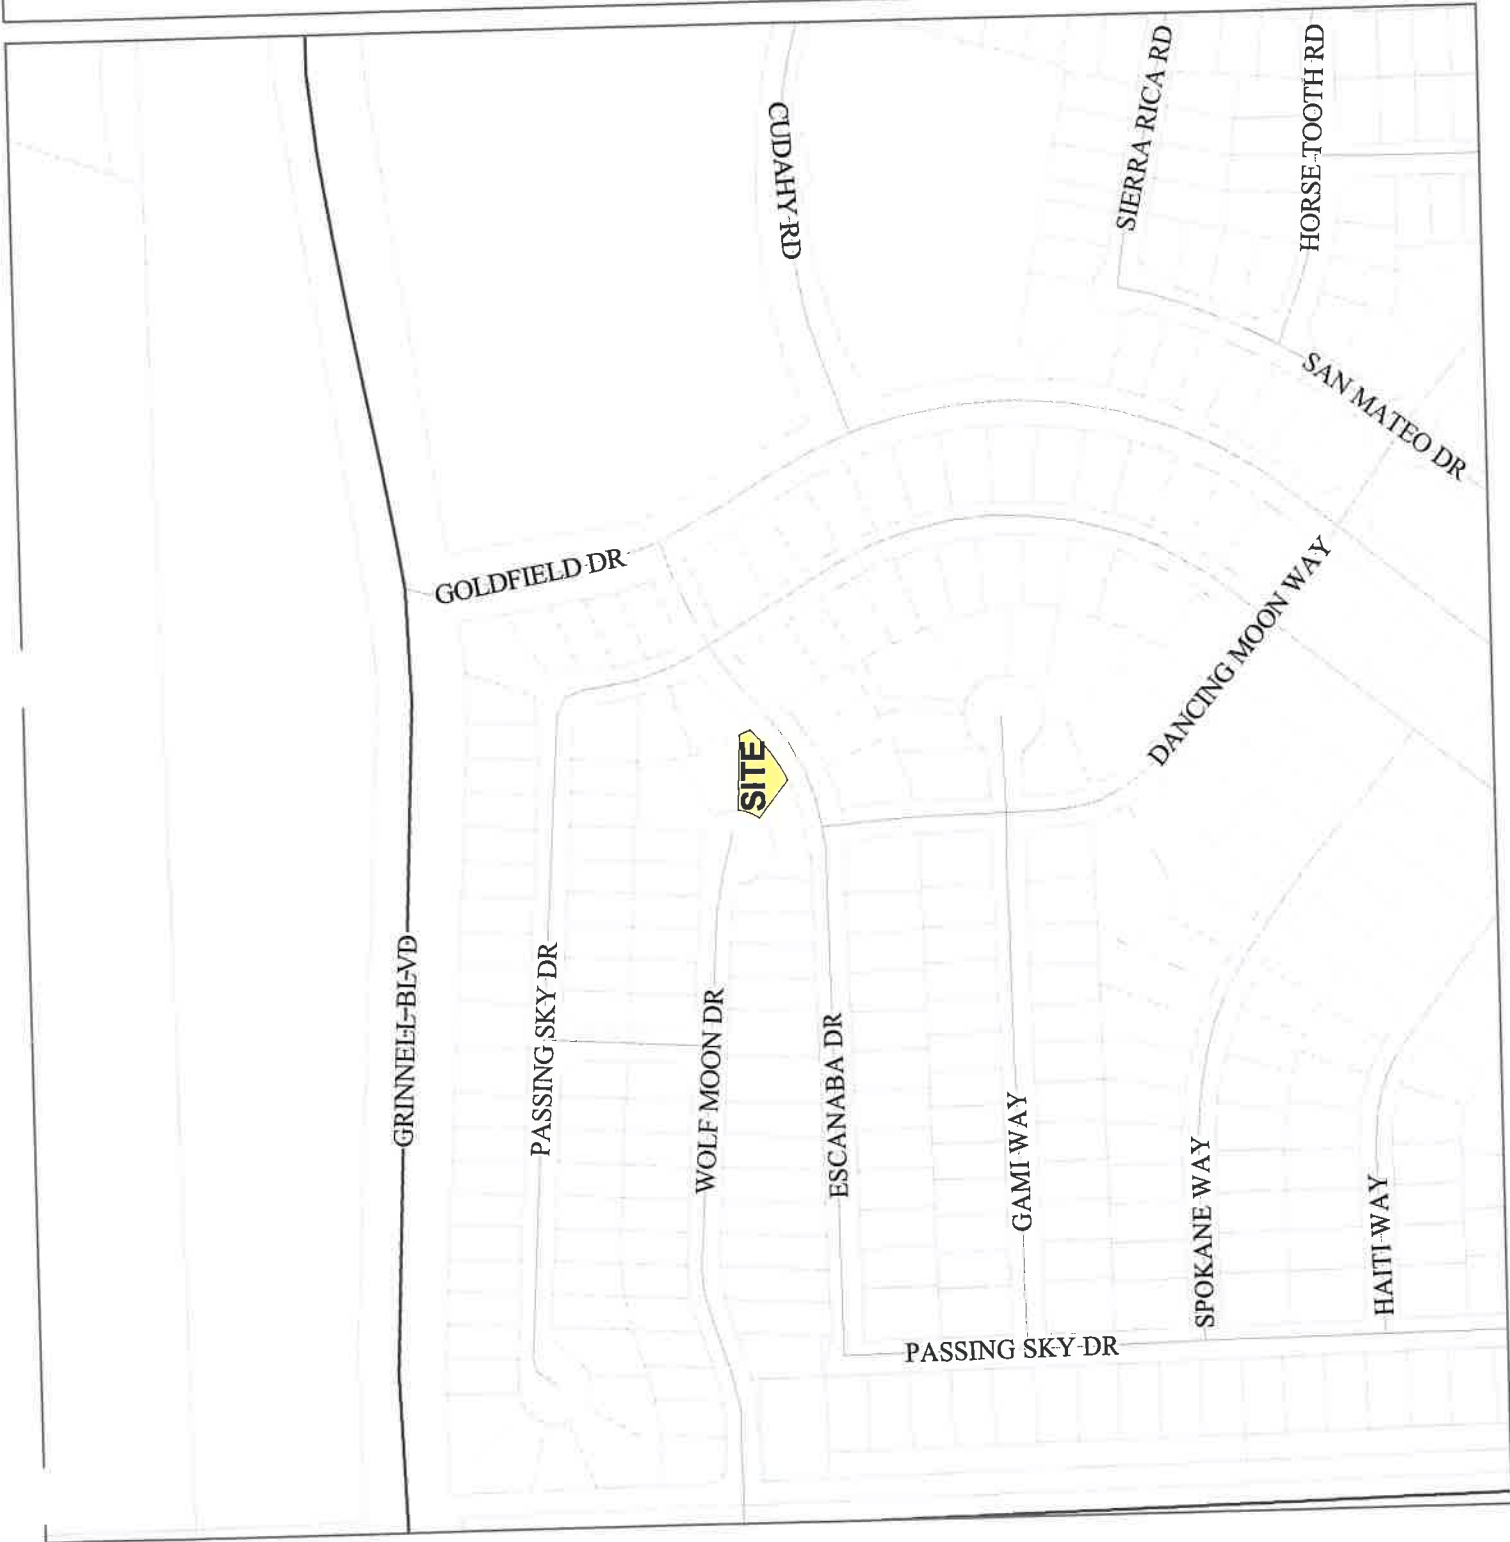 SIERRA RICA RD
HORSE TOOTH RD
CUDAHY RD
SAN MATEO DR
GOLDFIELD DR
DANCING MOON WAY
SITE
GRINNELL BLVD
PASSING SKY DR
WOLF MOON DR
ESCANABA DR
GAMI WAY
SPOKANE WAY
HAITI WAY
PASSING SKY DR